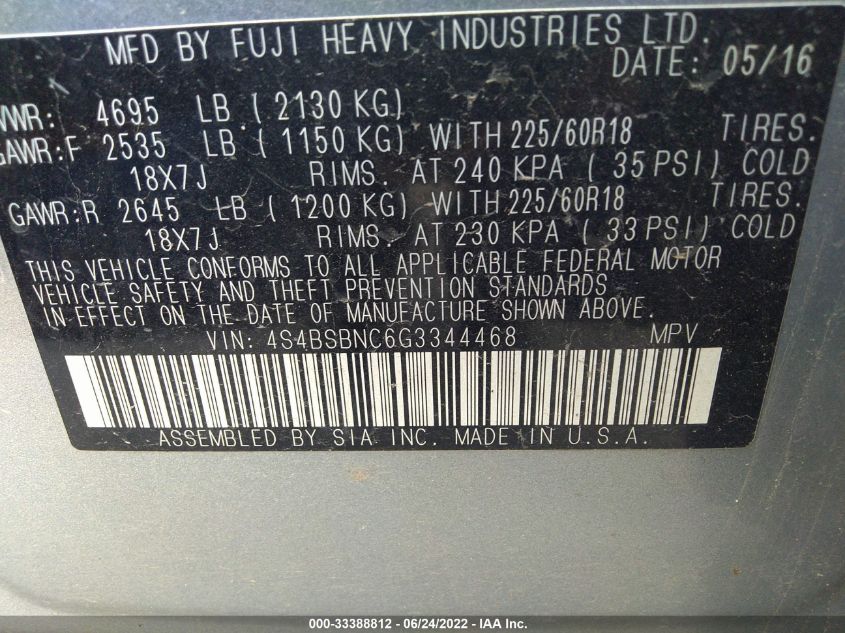 MFD BY FUJI HEAVY INDUSTRIES LTD.
DATE: 05/16
VWR: 4695 LB ( 2130 KG)
GAWR:F 2535 LB ( 1150 KG) WITH 225/60R18 TIRES.
18X7J RIMS. AT 240 KPA ( 35 PSI) COLD
GAWR:R 2645 LB ( 1200 KG) WITH 225/60R18 TIRES.
18X7J RIMS. AT 230 KPA ( 33 PSI) COLD
THIS VEHICLE CONFORMS TO ALL APPLICABLE FEDERAL MOTOR
VEHICLE SAFETY AND THEFT PREVENTION STANDARDS
IN EFFECT ON THE DATE OF MANUFACTURE SHOWN ABOVE.
VIN: 4S4BSBNC6G3344468 MPV
ASSEMBLED BY SIA INC. MADE IN U.S.A.
000-33388812 - 06/24/2022 - IAA Inc.